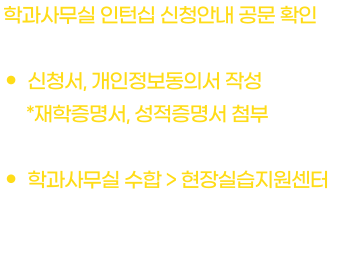 학과사무실 인턴십 신청안내 공문 확인
• 신청서, 개인정보동의서 작성
*재학증명서, 성적증명서 첨부
• 학과사무실 수합 > 현장실습지원센터